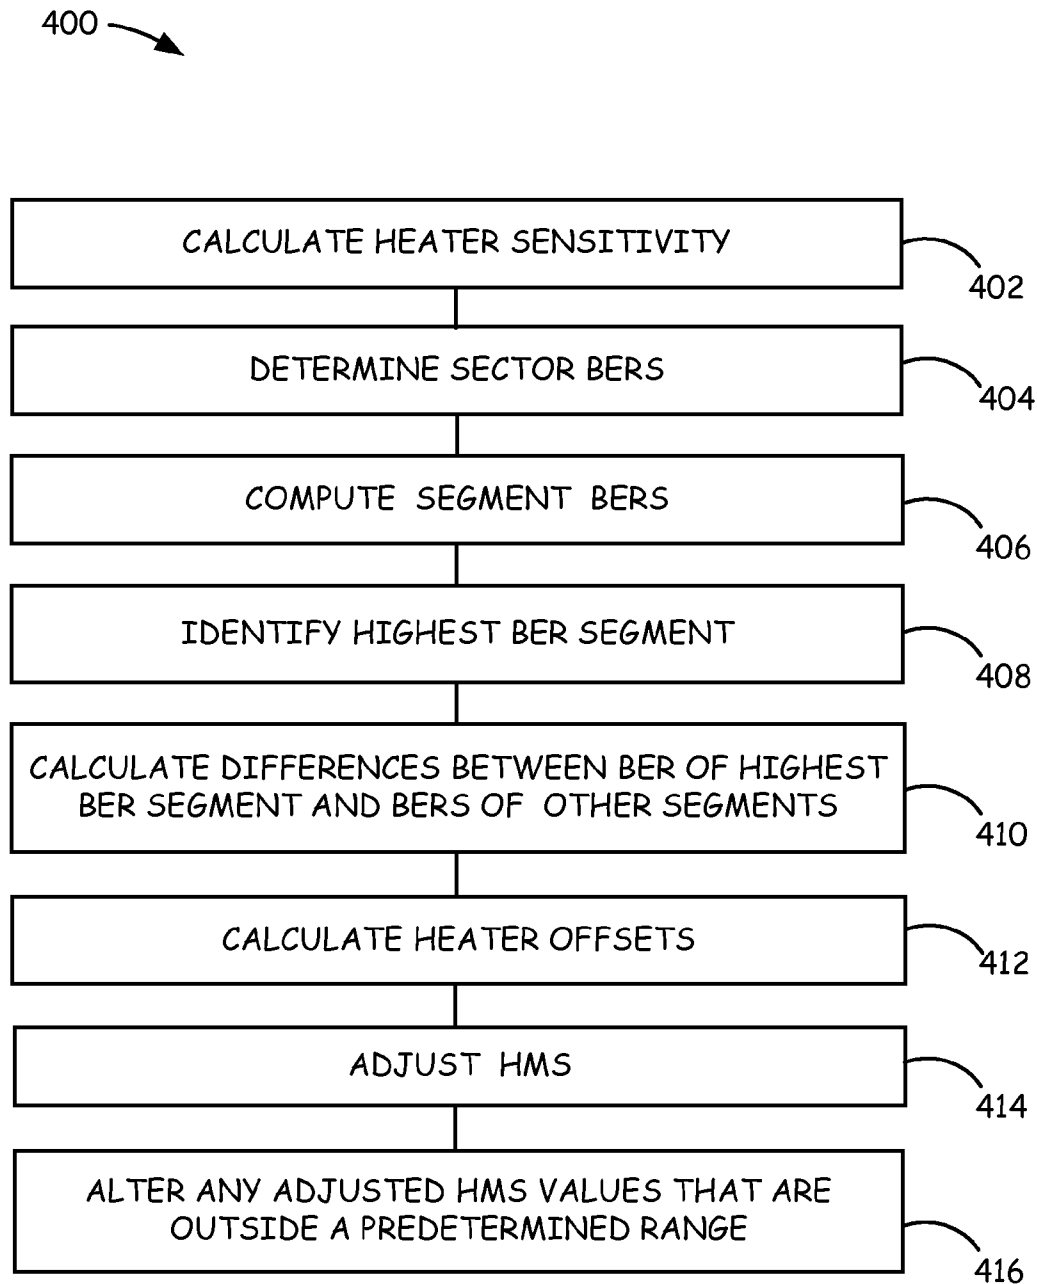 400
CALCULATE HEATER SENSITIVITY
402
DETERMINE SECTOR BERS
404
COMPUTE SEGMENT BERS
406
IDENTIFY HIGHEST BER SEGMENT
408
CALCULATE DIFFERENCES BETWEEN BER OF HIGHEST
BER SEGMENT AND BERS OF OTHER SEGMENTS
410
CALCULATE HEATER OFFSETS
412
ADJUST HMS
414
ALTER ANY ADJUSTED HMS VALUES THAT ARE
OUTSIDE A PREDETERMINED RANGE
416